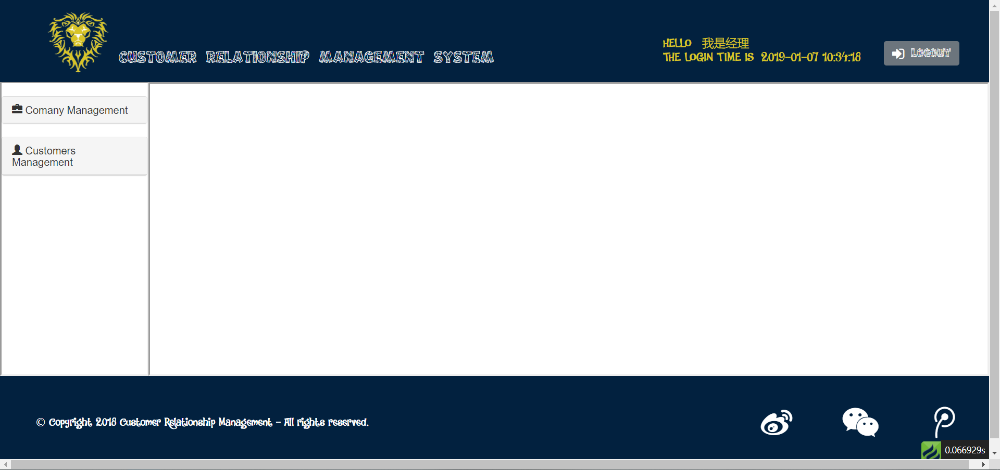 CUSTOMER RELATIONSHIP MANAGEMENT SYSTEM
HELLO 我是经理
THE LOGIN TIME IS 2019-01-07 10:34:18
LOGOUT
Comany Management
Customers
Management
© Copyright 2018 Customer Relationship Management - All rights reserved.
0.066929s